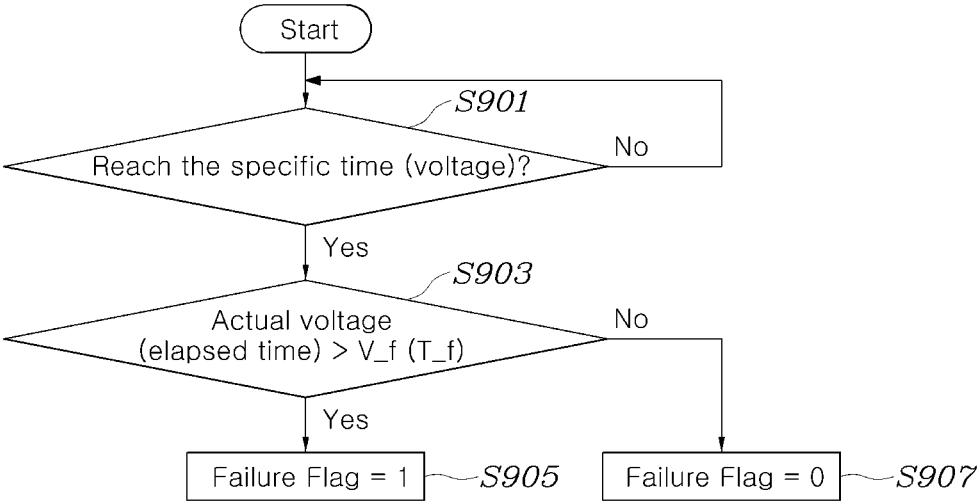 Start
S901
Reach the specific time (voltage)?
No
Yes
S903
Actual voltage
(elapsed time) > V_f (T_f)
No
Yes
Failure Flag = 1
S905
Failure Flag = 0
S907